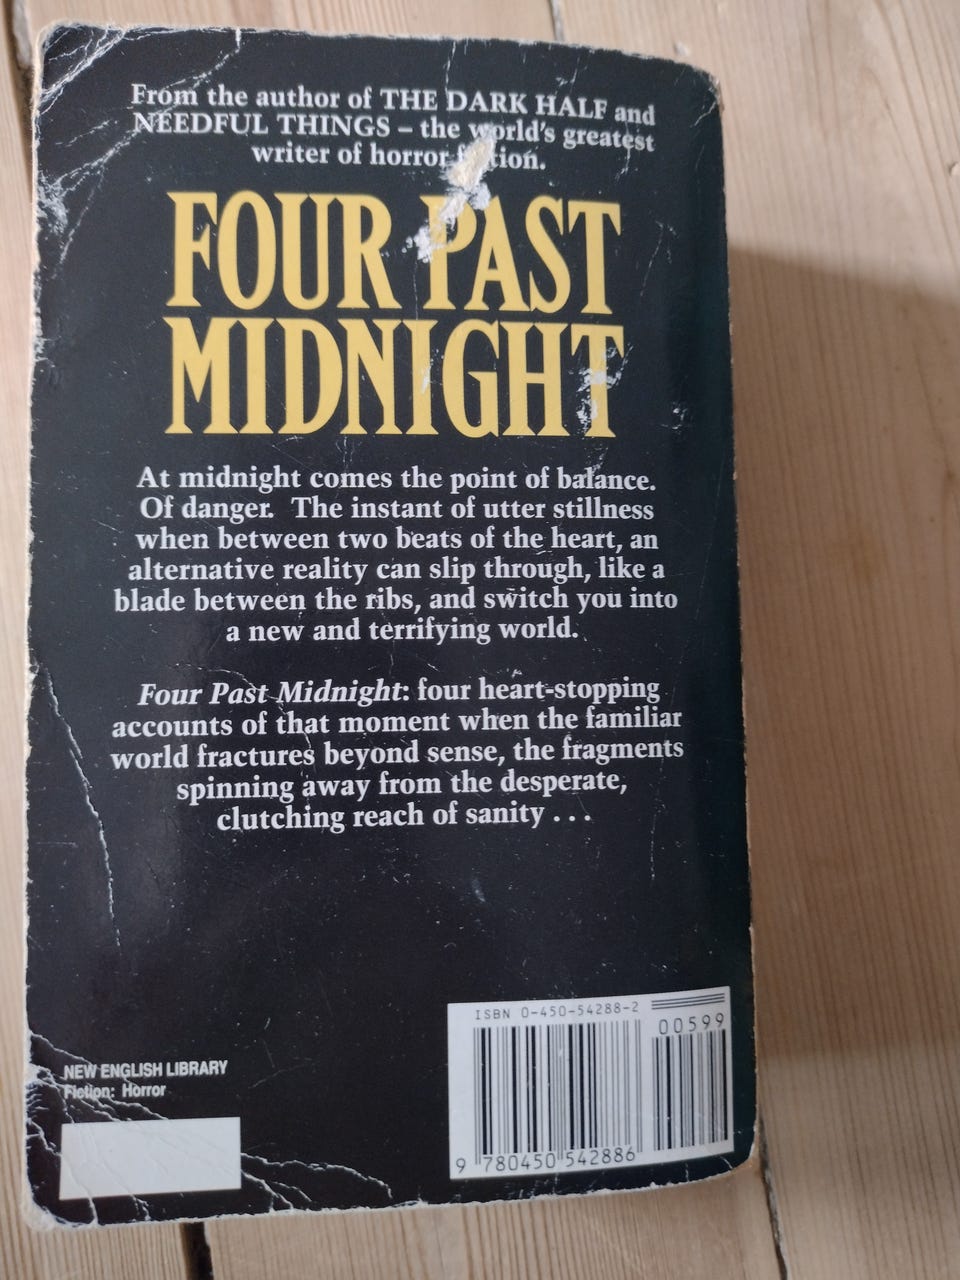 From the author of THE DARK HALF and
NEEDFUL THINGS – the world's greatest
writer of horror fiction.
FOUR PAST
MIDNIGHT
At midnight comes the point of balance.
Of danger. The instant of utter stillness
when between two beats of the heart, an
alternative reality can slip through, like a
blade between the ribs, and switch you into
a new and terrifying world.
Four Past Midnight: four heart-stopping
accounts of that moment when the familiar
world fractures beyond sense, the fragments
spinning away from the desperate,
clutching reach of sanity . . .
NEW ENGLISH LIBRARY
Fiction: Horror
ISBN 0-450-54288-2
00599
9 780450 542886